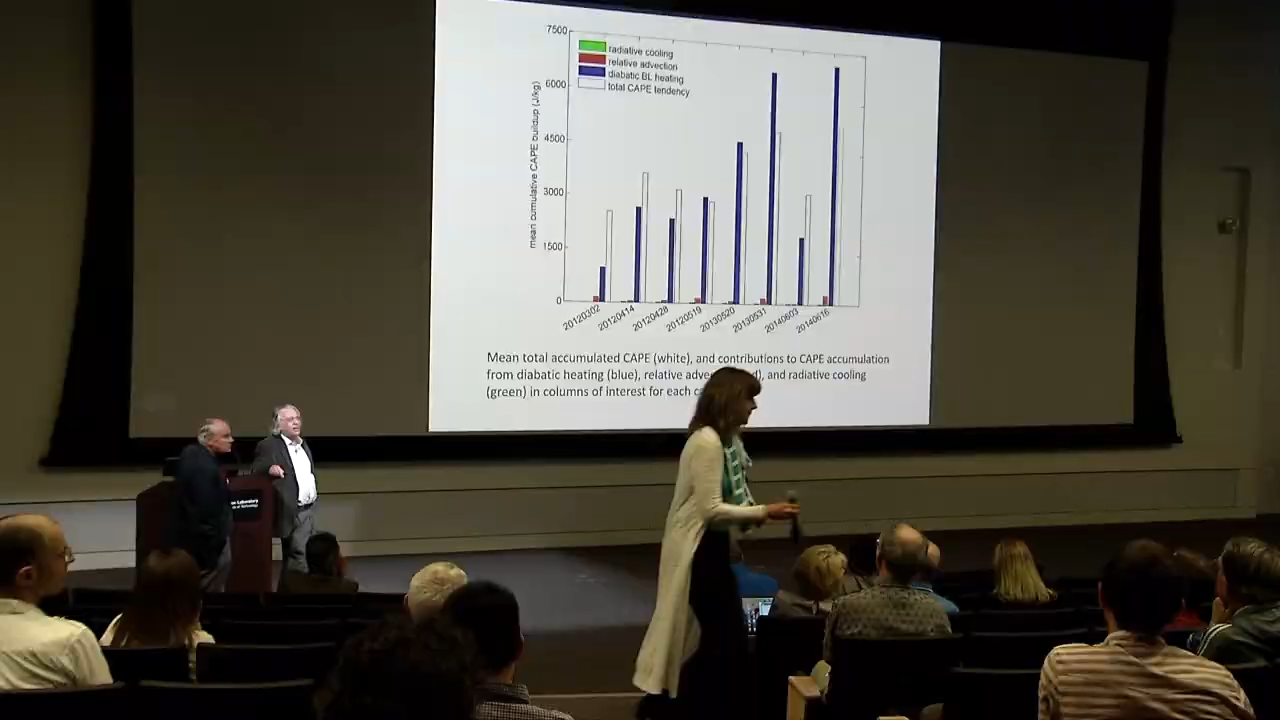 7500
6000
4500
3000
1500
0
mean cumulative CAPE buildup (J/kg)
radiative cooling
relative advection
diabatic BL heating
total CAPE tendency
20120302
20120414
20120428
20120519
20130520
20130531
20140603
20140616
Mean total accumulated CAPE (white), and contributions to CAPE accumulation
from diabatic heating (blue), relative adve d), and radiative cooling
(green) in columns of interest for each c
Laboratory